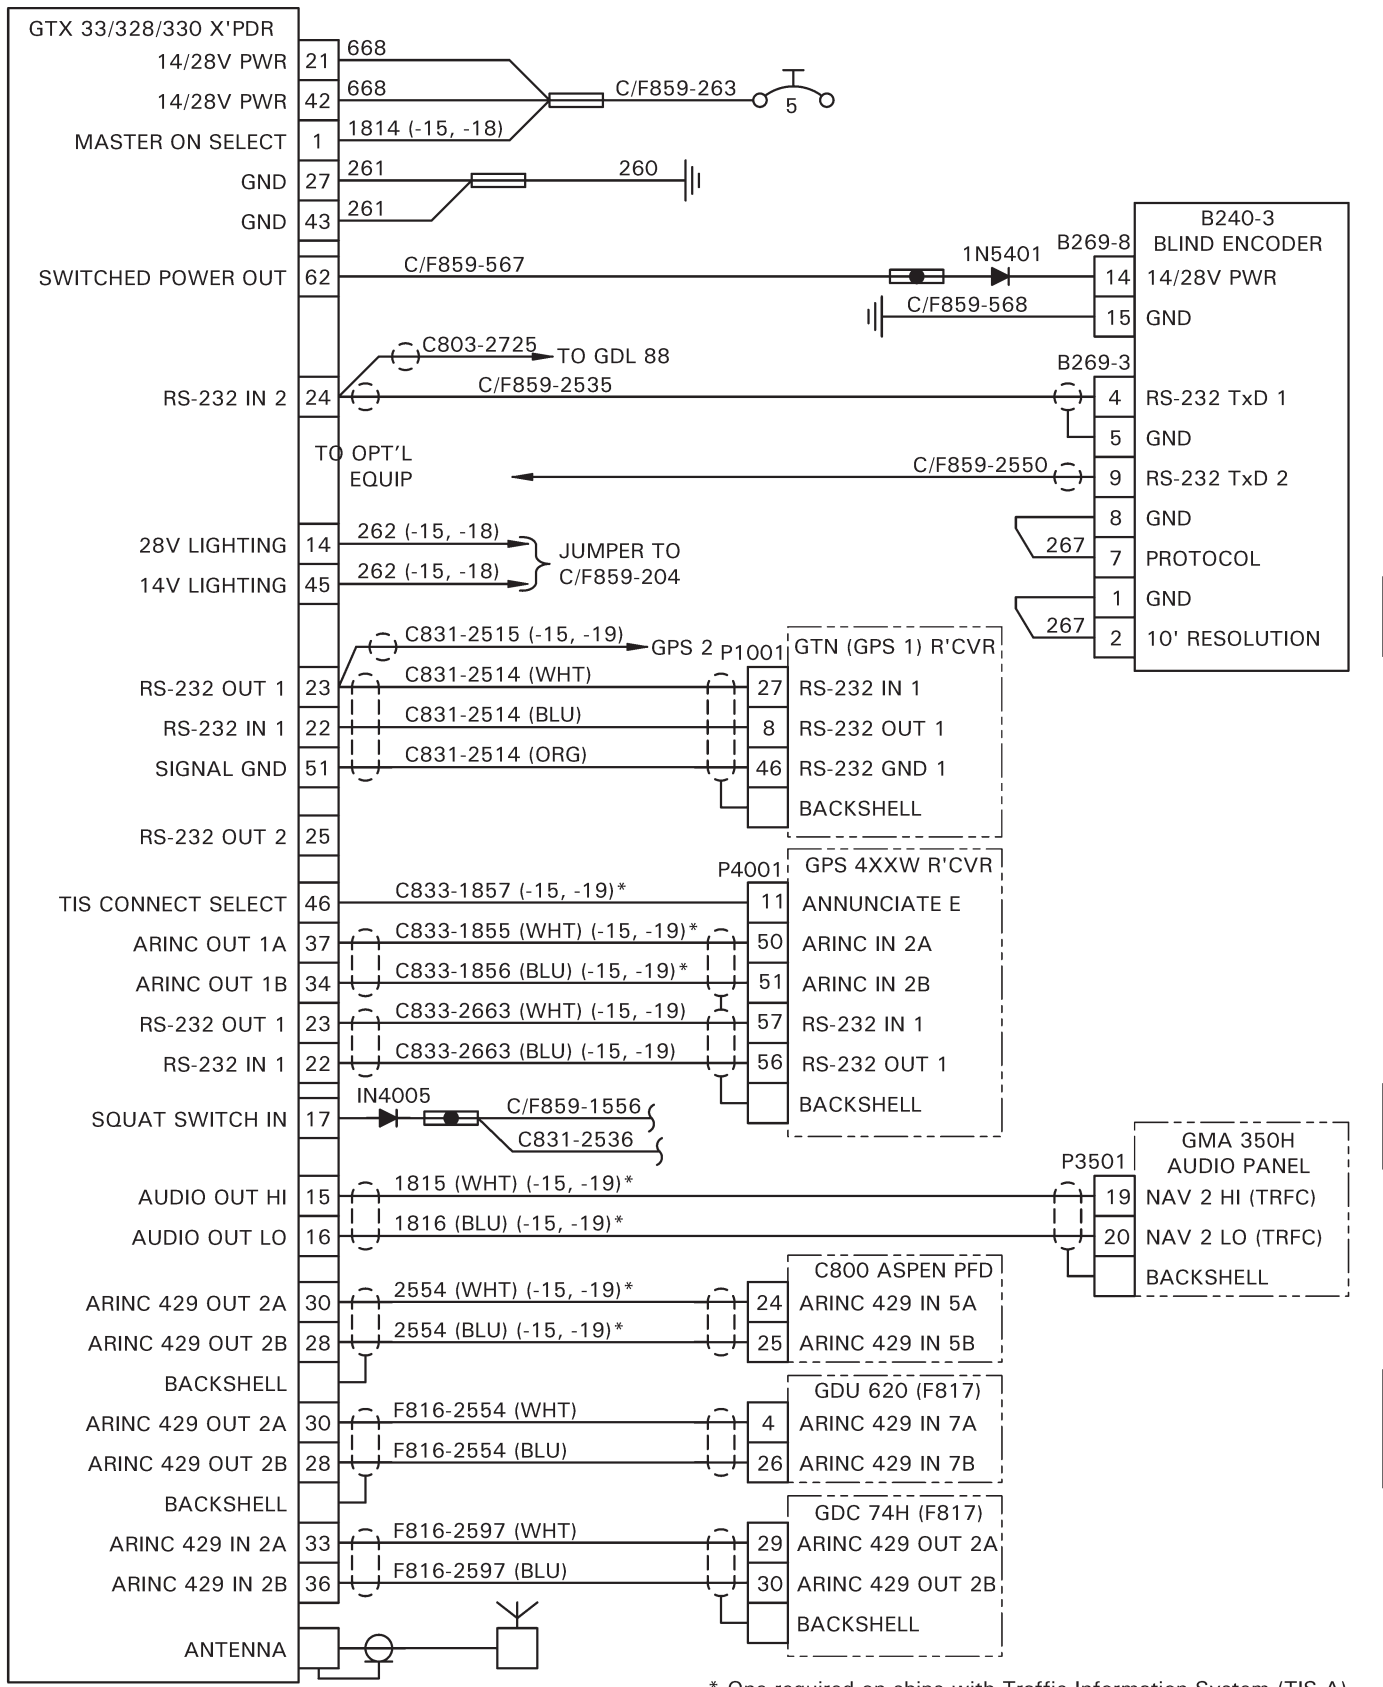 GTX 33/328/330 X'PDR
14/28V PWR 21 668
14/28V PWR 42 668 C/F859-263 5
MASTER ON SELECT 1 1814 (-15, -18)
GND 27 261 260
GND 43 261
B240-3
BLIND ENCODER
SWITCHED POWER OUT 62 C/F859-567 1N5401 B269-8 14 14/28V PWR
C/F859-568 15 GND
C803-2725 TO GDL 88 B269-3
RS-232 IN 2 24 C/F859-2535 4 RS-232 TxD 1
5 GND
TO OPT'L
EQUIP C/F859-2550 9 RS-232 TxD 2
8 GND
267 7 PROTOCOL
1 GND
267 2 10' RESOLUTION
28V LIGHTING 14 262 (-15, -18)
14V LIGHTING 45 262 (-15, -18)
JUMPER TO
C/F859-204
C831-2515 (-15, -19) GPS 2 P1001 GTN (GPS 1) R'CVR
RS-232 OUT 1 23 C831-2514 (WHT) 27 RS-232 IN 1
RS-232 IN 1 22 C831-2514 (BLU) 8 RS-232 OUT 1
SIGNAL GND 51 C831-2514 (ORG) 46 RS-232 GND 1
BACKSHELL
RS-232 OUT 2 25
P4001 GPS 4XXW R'CVR
TIS CONNECT SELECT 46 C833-1857 (-15, -19)* 11 ANNUNCIATE E
ARINC OUT 1A 37 C833-1855 (WHT) (-15, -19)* 50 ARINC IN 2A
ARINC OUT 1B 34 C833-1856 (BLU) (-15, -19)* 51 ARINC IN 2B
RS-232 OUT 1 23 C833-2663 (WHT) (-15, -19) 57 RS-232 IN 1
RS-232 IN 1 22 C833-2663 (BLU) (-15, -19) 56 RS-232 OUT 1
BACKSHELL
SQUAT SWITCH IN 17 IN4005 C/F859-1556
C831-2536
P3501 GMA 350H
AUDIO PANEL
AUDIO OUT HI 15 1815 (WHT) (-15, -19)* 19 NAV 2 HI (TRFC)
AUDIO OUT LO 16 1816 (BLU) (-15, -19)* 20 NAV 2 LO (TRFC)
BACKSHELL
C800 ASPEN PFD
ARINC 429 OUT 2A 30 2554 (WHT) (-15, -19)* 24 ARINC 429 IN 5A
ARINC 429 OUT 2B 28 2554 (BLU) (-15, -19)* 25 ARINC 429 IN 5B
BACKSHELL
GDU 620 (F817)
ARINC 429 OUT 2A 30 F816-2554 (WHT) 4 ARINC 429 IN 7A
ARINC 429 OUT 2B 28 F816-2554 (BLU) 26 ARINC 429 IN 7B
BACKSHELL
GDC 74H (F817)
ARINC 429 IN 2A 33 F816-2597 (WHT) 29 ARINC 429 OUT 2A
ARINC 429 IN 2B 36 F816-2597 (BLU) 30 ARINC 429 OUT 2B
BACKSHELL
ANTENNA
* One required on ships with Traffic Information System (TIS-A)